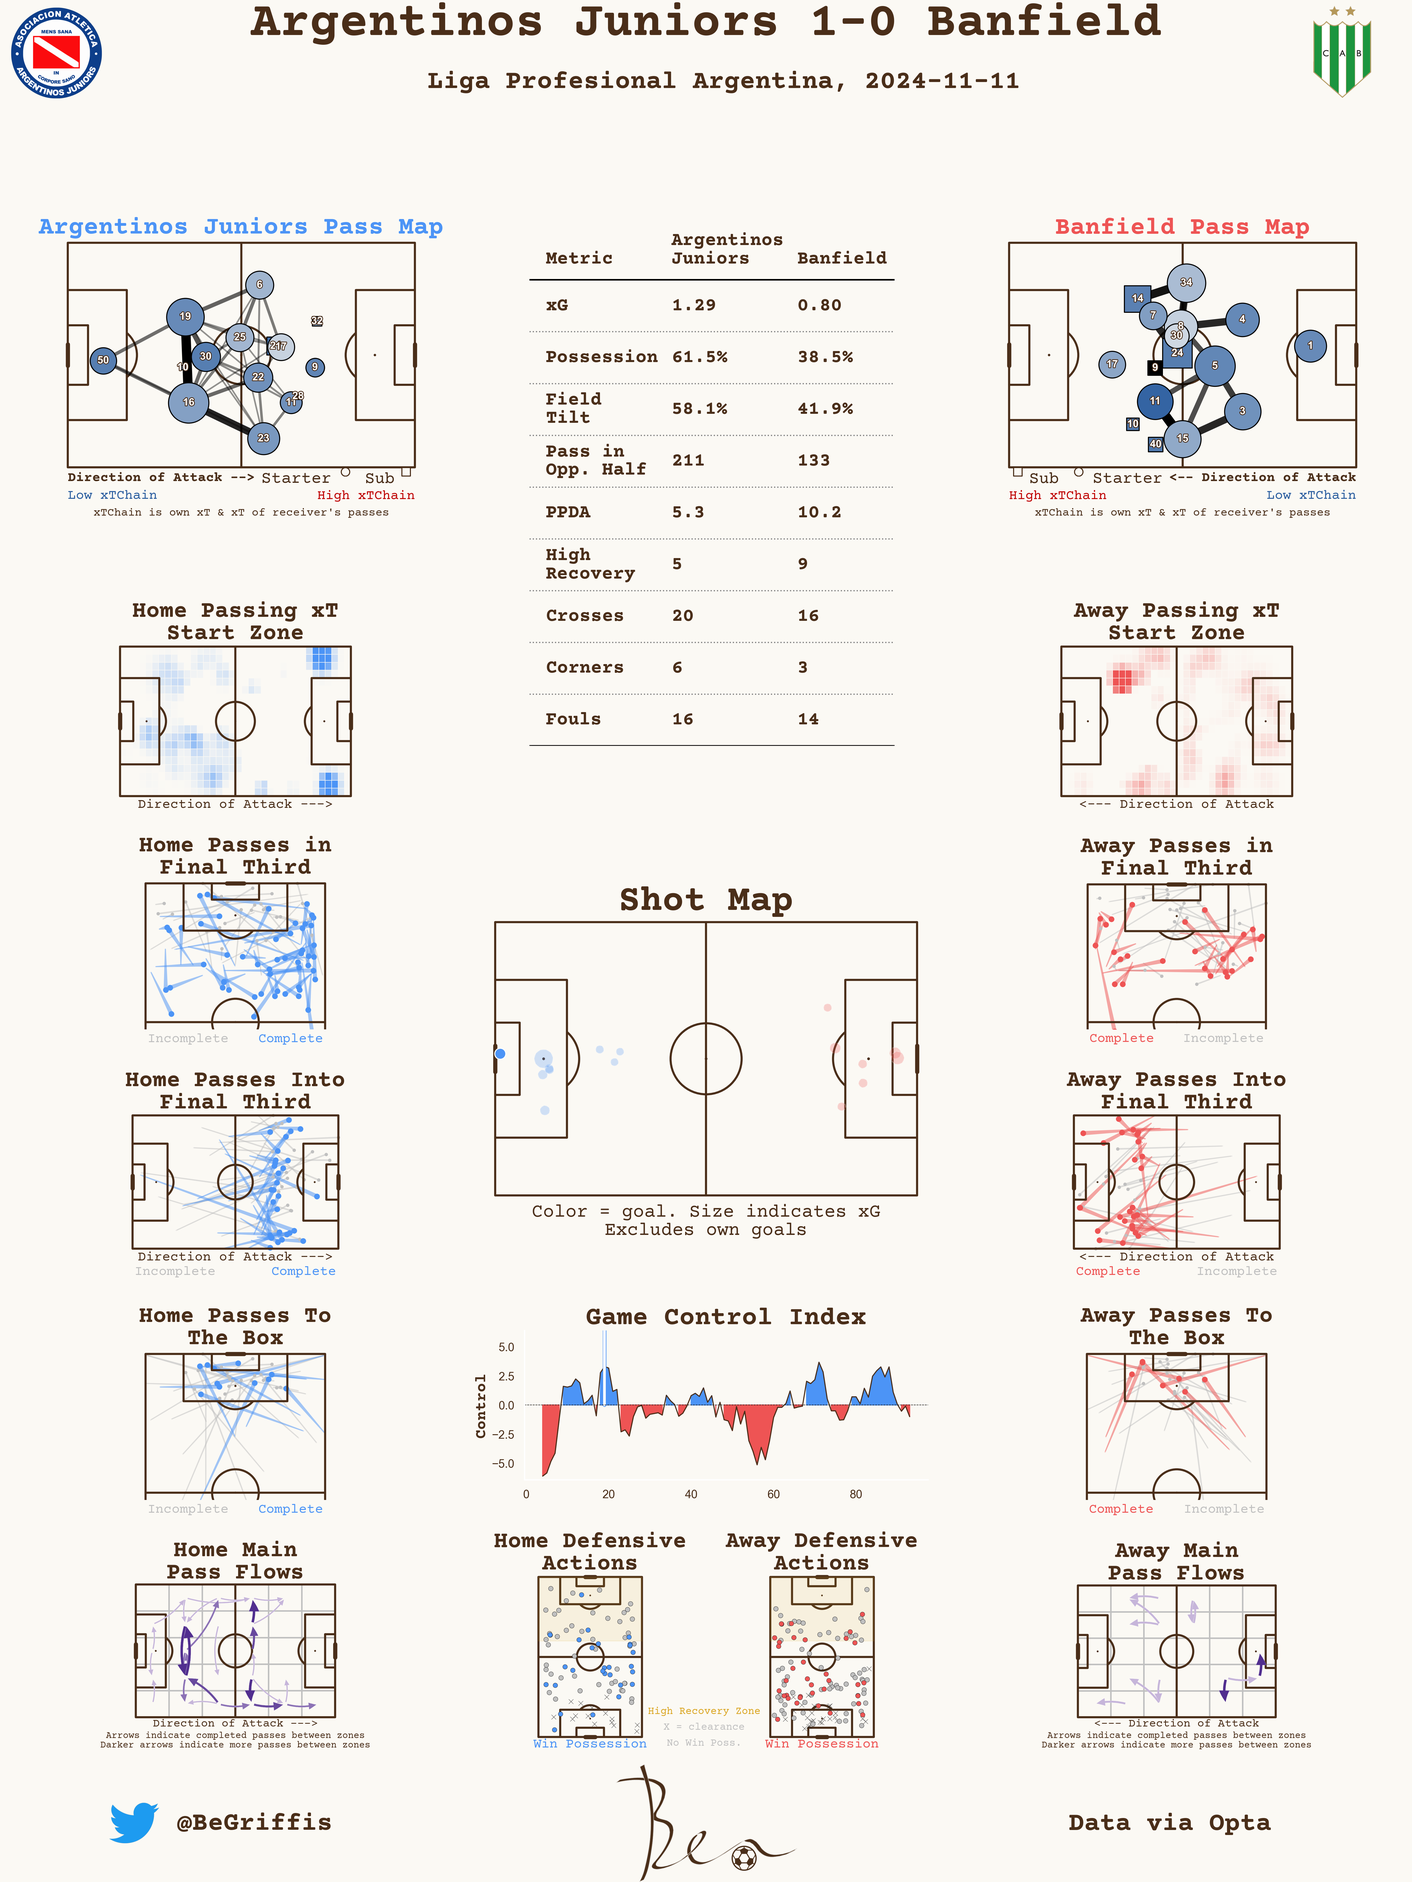 Argentinos Juniors 1-0 Banfield
Liga Profesional Argentina, 2024-11-11
ASOCIACION ATLETICA
MENS SANA
IN
CORPORE SANO
ARGENTINOS JUNIORS
C A B
Argentinos Juniors Pass Map
6
19
32
25
17
30
50
10
9
22
28
11
16
23
Direction of Attack --> Starter Sub
Low xTChain High xTChain
xTChain is own xT & xT of receiver's passes
Metric Argentinos Juniors Banfield
xG 1.29 0.80
Possession 61.5% 38.5%
Field Tilt 58.1% 41.9%
Pass in Opp. Half 211 133
PPDA 5.3 10.2
High Recovery 5 9
Crosses 20 16
Corners 6 3
Fouls 16 14
Banfield Pass Map
34
14
7
8
4
30
1
24
17
9
5
11
3
10
15
40
Sub Starter <-- Direction of Attack
High xTChain Low xTChain
xTChain is own xT & xT of receiver's passes
Home Passing xT
Start Zone
Direction of Attack --->
Away Passing xT
Start Zone
<--- Direction of Attack
Home Passes in
Final Third
Incomplete Complete
Away Passes in
Final Third
Complete Incomplete
Shot Map
Color = goal. Size indicates xG
Excludes own goals
Home Passes Into
Final Third
Direction of Attack --->
Incomplete Complete
Away Passes Into
Final Third
<--- Direction of Attack
Complete Incomplete
Home Passes To
The Box
Incomplete Complete
Game Control Index
Control
5.0
2.5
0.0
−2.5
−5.0
0 20 40 60 80
Away Passes To
The Box
Complete Incomplete
Home Main
Pass Flows
Direction of Attack --->
Arrows indicate completed passes between zones
Darker arrows indicate more passes between zones
Home Defensive
Actions
Win Possession
High Recovery Zone
X = clearance
No Win Poss.
Away Defensive
Actions
Win Possession
Away Main
Pass Flows
<--- Direction of Attack
Arrows indicate completed passes between zones
Darker arrows indicate more passes between zones
@BeGriffis
Ben
Data via Opta